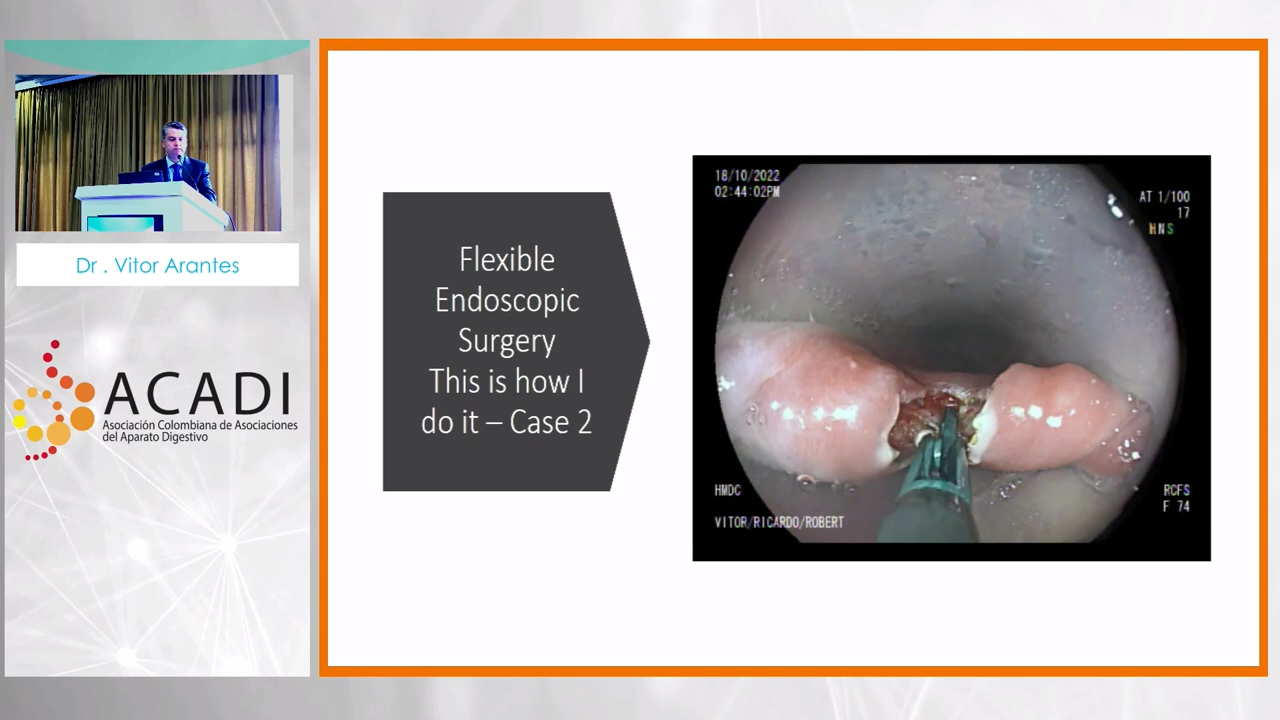 Dr . Vitor Arantes
ACADI
Asociación Colombiana de Asociaciones
del Aparato Digestivo
Flexible
Endoscopic
Surgery
This is how I
do it – Case 2
18/10/2022
02:44:02PM
AT 1/100
17
HNS
HMDC
VITOR/RICARDO/ROBERT
RCFS
F 74